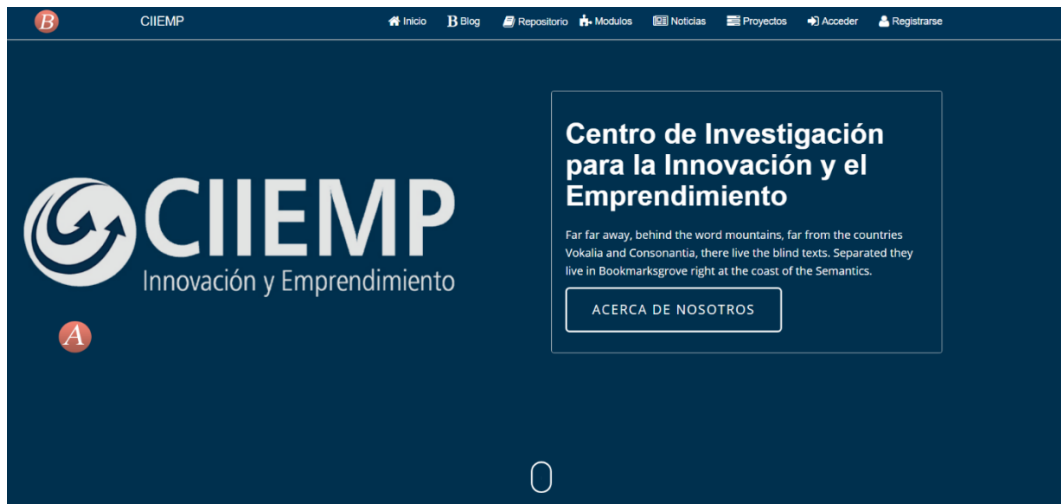 B
CIIEMP
Inicio
B Blog
Repositorio
Modulos
Noticias
Proyectos
Acceder
Registrarse
CIIEMP
Innovación y Emprendimiento
A
Centro de Investigación
para la Innovación y el
Emprendimiento
Far far away, behind the word mountains, far from the countries
Vokalia and Consonantia, there live the blind texts. Separated they
live in Bookmarksgrove right at the coast of the Semantics.
ACERCA DE NOSOTROS